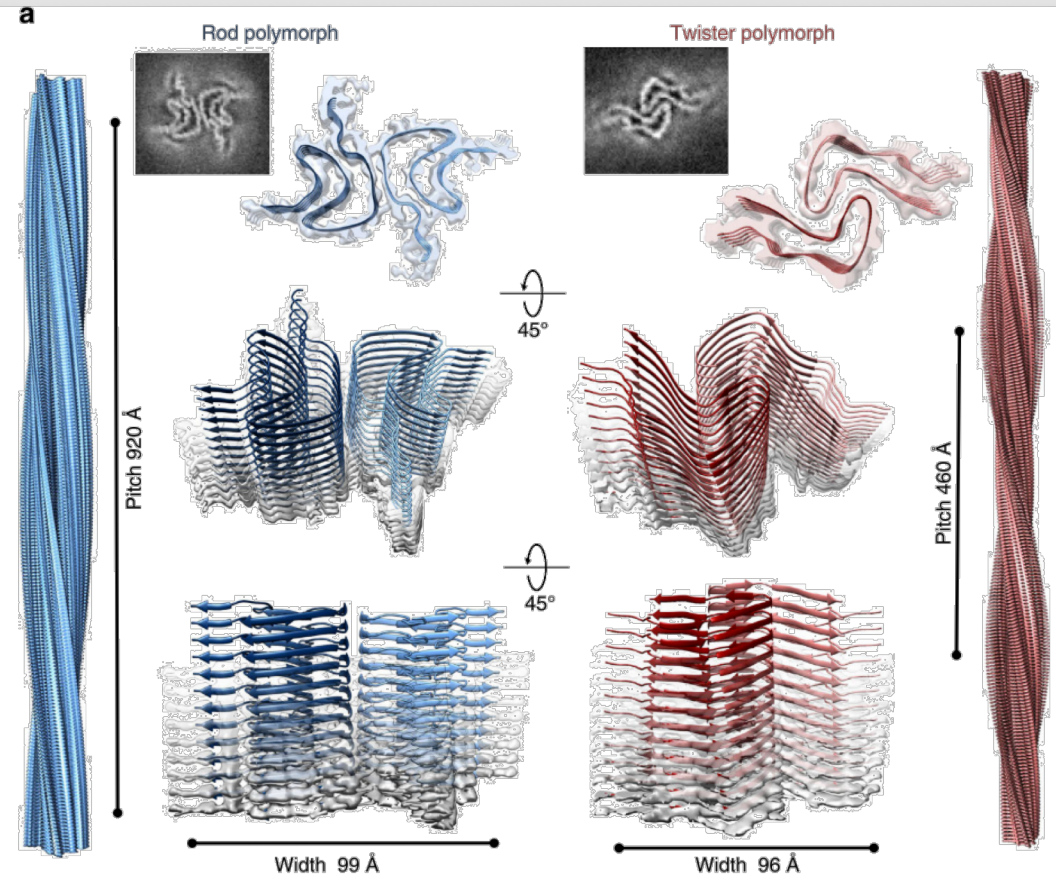 a
Rod polymorph
Twister polymorph
45°
Pitch 920 Å
Pitch 460 Å
45°
Width 99 Å
Width 96 Å